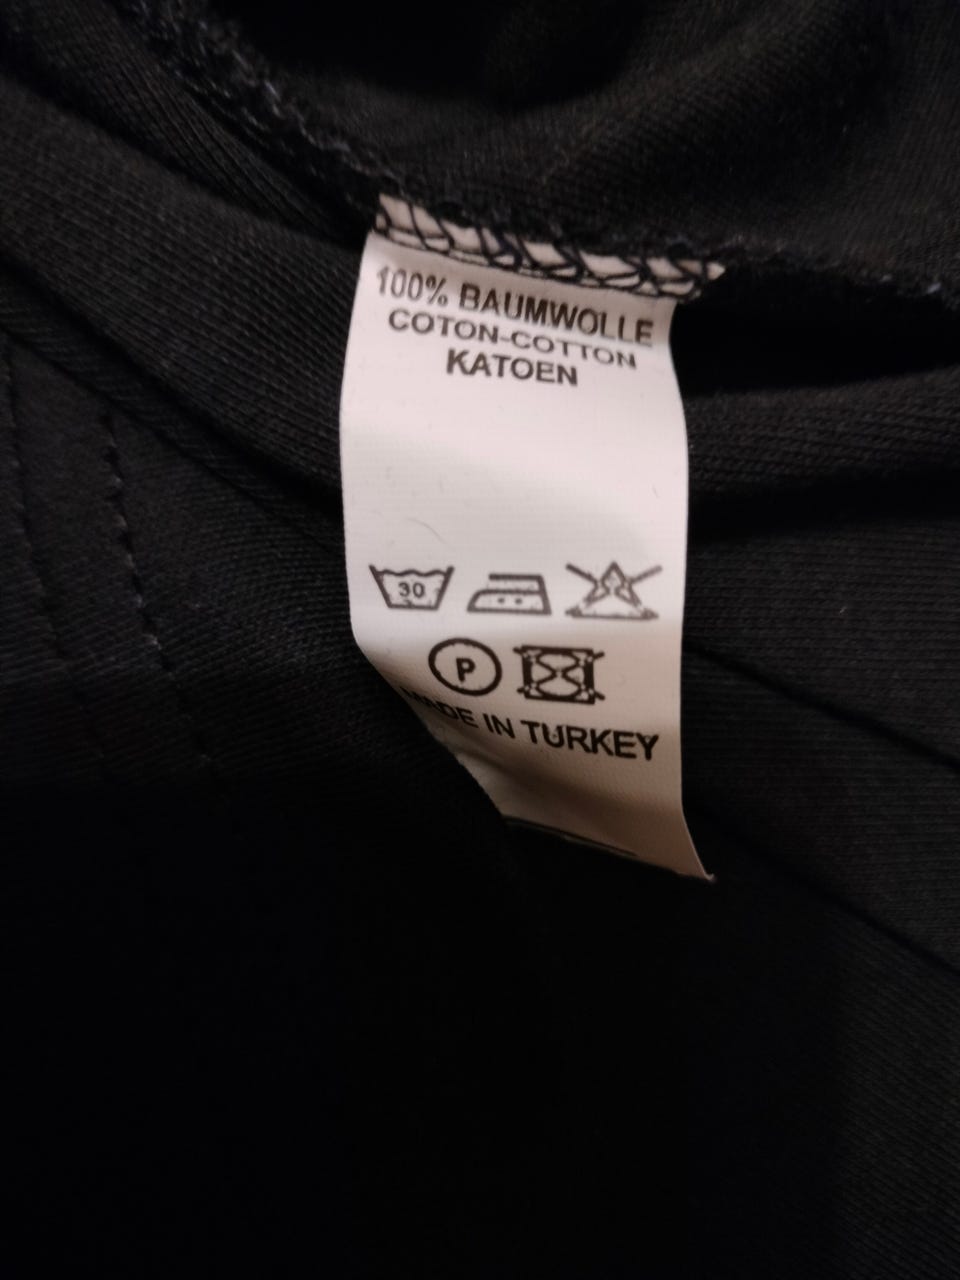 100% BAUMWOLLE
COTON-COTTON
KATOEN
30
P
MADE IN TURKEY